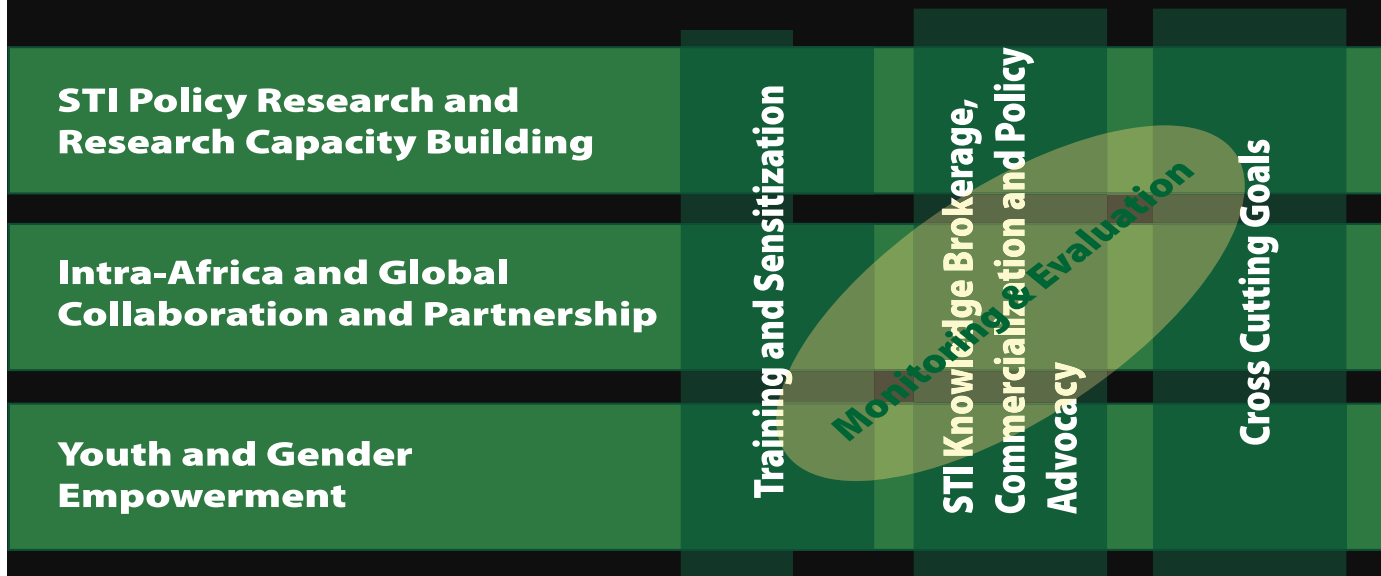 STI Policy Research and
Research Capacity Building
Intra-Africa and Global
Collaboration and Partnership
Youth and Gender
Empowerment
Training and Sensitization
STI Knowledge Brokerage,
Commercialization and Policy
Advocacy
Cross Cutting Goals
Monitoring & Evaluation